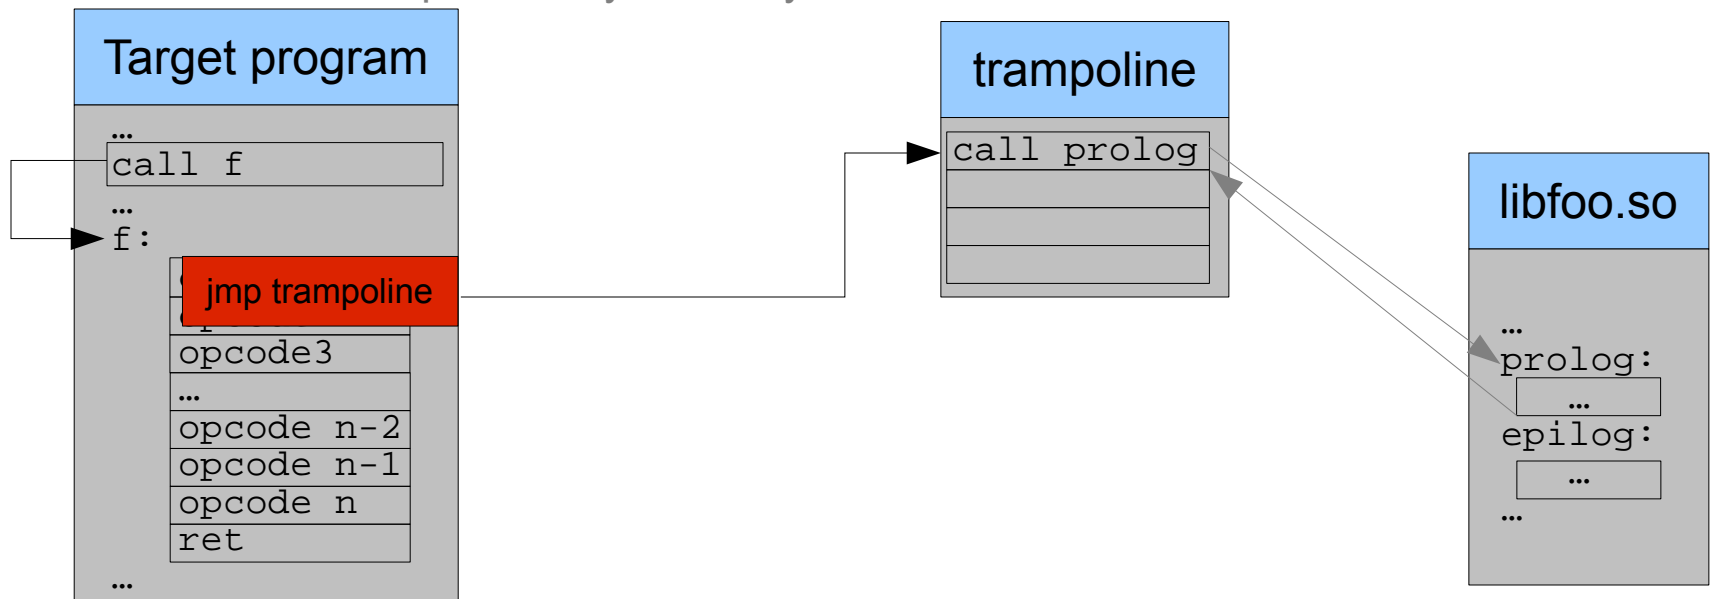 Target program
…
call f
…
f:
jmp trampoline
opcode3
…
opcode n-2
opcode n-1
opcode n
ret
…
trampoline
call prolog
libfoo.so
…
prolog:
…
epilog:
…
…